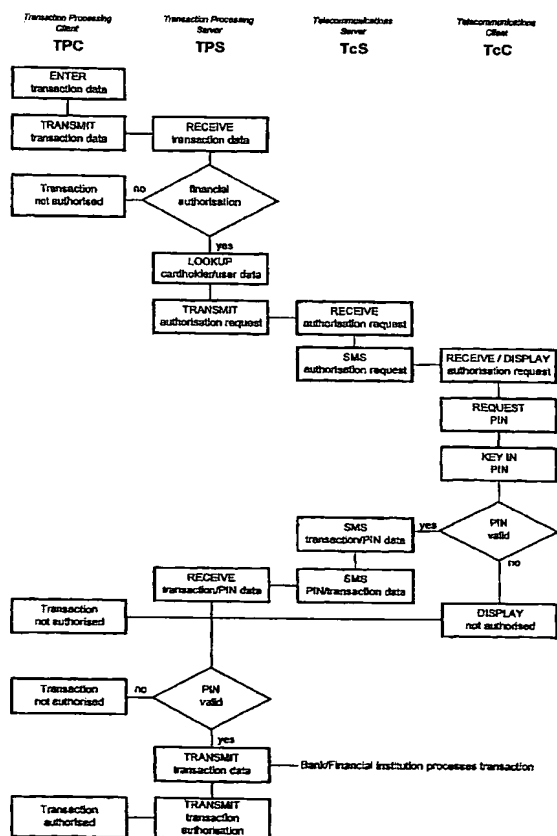 Transaction Processing
Client
TPC
Transaction Processing
Server
TPS
Telecommunications
Server
TcS
Telecommunications
Client
TcC
ENTER
transaction data
TRANSMIT
transaction data
RECEIVE
transaction data
Transaction
not authorised
no
financial
authorisation
yes
LOOKUP
cardholder/user data
TRANSMIT
authorisation request
RECEIVE
authorisation request
SMS
authorisation request
RECEIVE / DISPLAY
authorisation request
REQUEST
PIN
KEY IN
PIN
SMS
transaction/PIN data
yes
PIN
valid
no
RECEIVE
transaction/PIN data
SMS
PIN/transaction data
Transaction
not authorised
DISPLAY
not authorised
Transaction
not authorised
no
PIN
valid
yes
TRANSMIT
transaction data
Bank/Financial Institution processes transaction
Transaction
authorised
TRANSMIT
transaction
authorisation